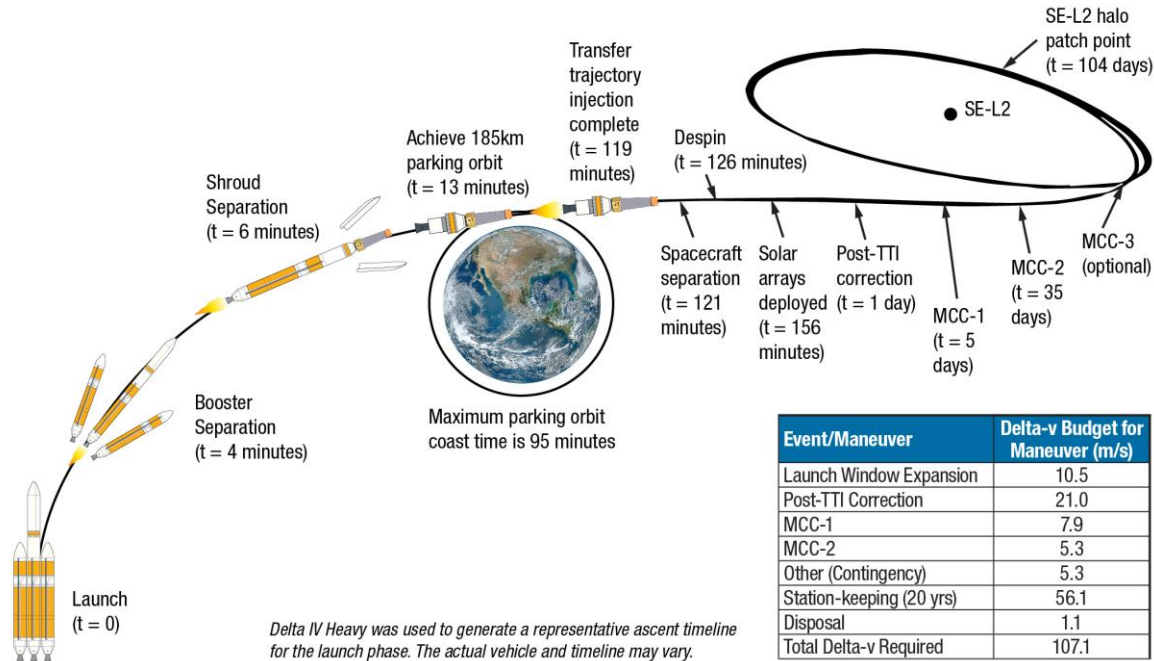 Launch
(t = 0)
Booster
Separation
(t = 4 minutes)
Shroud
Separation
(t = 6 minutes)
Achieve 185km
parking orbit
(t = 13 minutes)
Transfer
trajectory
injection
complete
(t = 119
minutes)
Maximum parking orbit
coast time is 95 minutes
Spacecraft
separation
(t = 121
minutes)
Despin
(t = 126 minutes)
Solar
arrays
deployed
(t = 156
minutes)
Post-TTI
correction
(t = 1 day)
MCC-1
(t = 5
days)
MCC-2
(t = 35
days)
MCC-3
(optional)
SE-L2 halo
patch point
(t = 104 days)
SE-L2
Event/Maneuver Delta-v Budget for
Maneuver (m/s)
Launch Window Expansion 10.5
Post-TTI Correction 21.0
MCC-1 7.9
MCC-2 5.3
Other (Contingency) 5.3
Station-keeping (20 yrs) 56.1
Disposal 1.1
Total Delta-v Required 107.1
Delta IV Heavy was used to generate a representative ascent timeline
for the launch phase. The actual vehicle and timeline may vary.